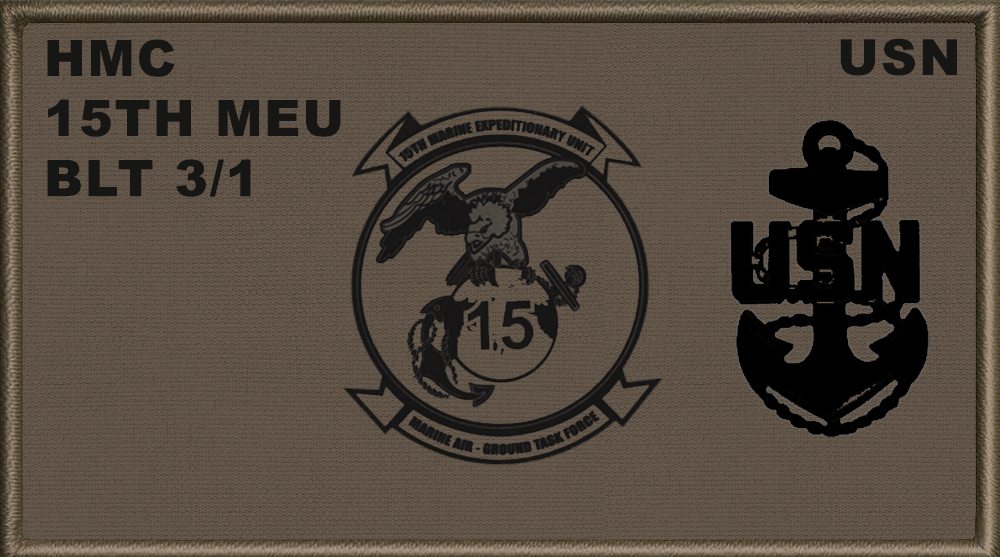 HMC
USN
15TH MEU
BLT 3/1
15TH MARINE EXPEDITIONARY UNIT
15
MARINE AIR - GROUND TASK FORCE
USN